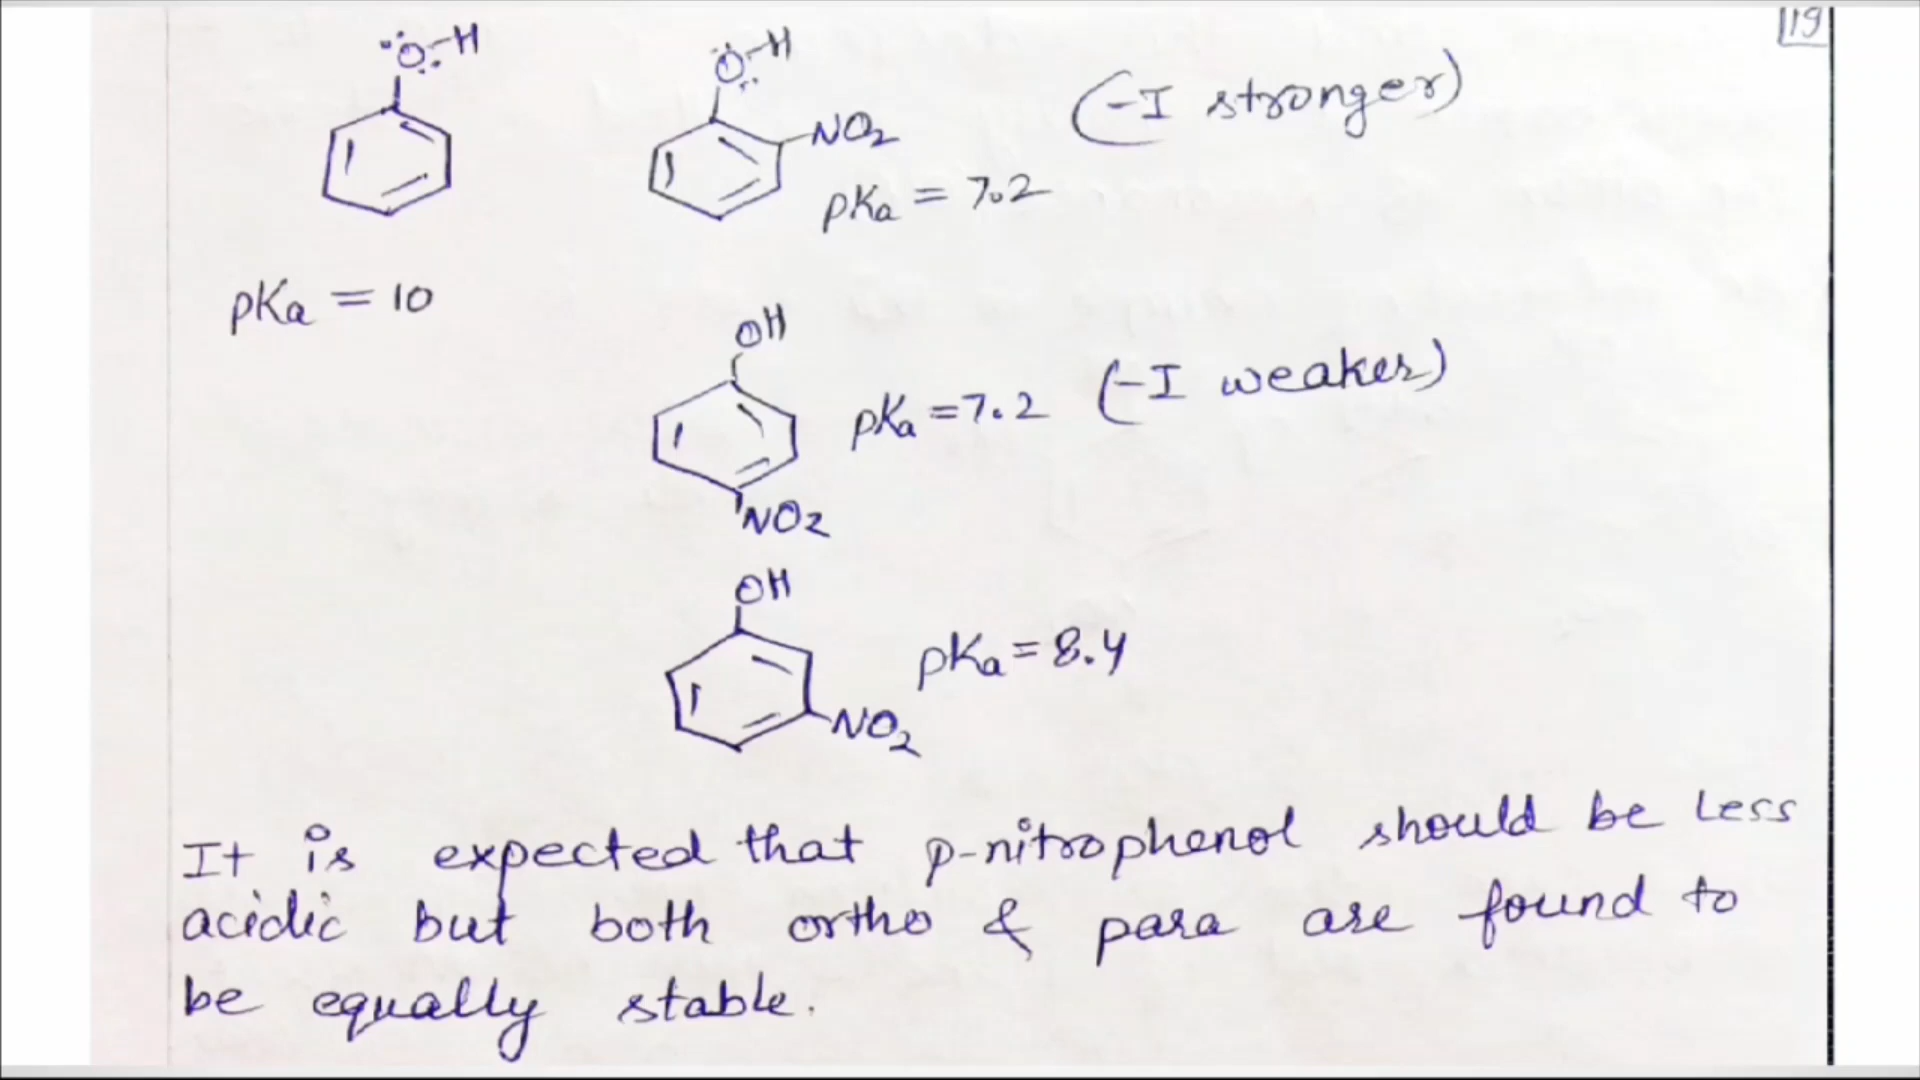 19
:Ö-H
Ö-H
NO2
(-I stronger)
pKa = 7.2
pKa = 10
OH
pKa = 7.2 (-I weaker)
NO2
OH
pKa = 8.4
NO2
It is expected that p-nitrophenol should be less
acidic but both ortho & para are found to
be equally stable.